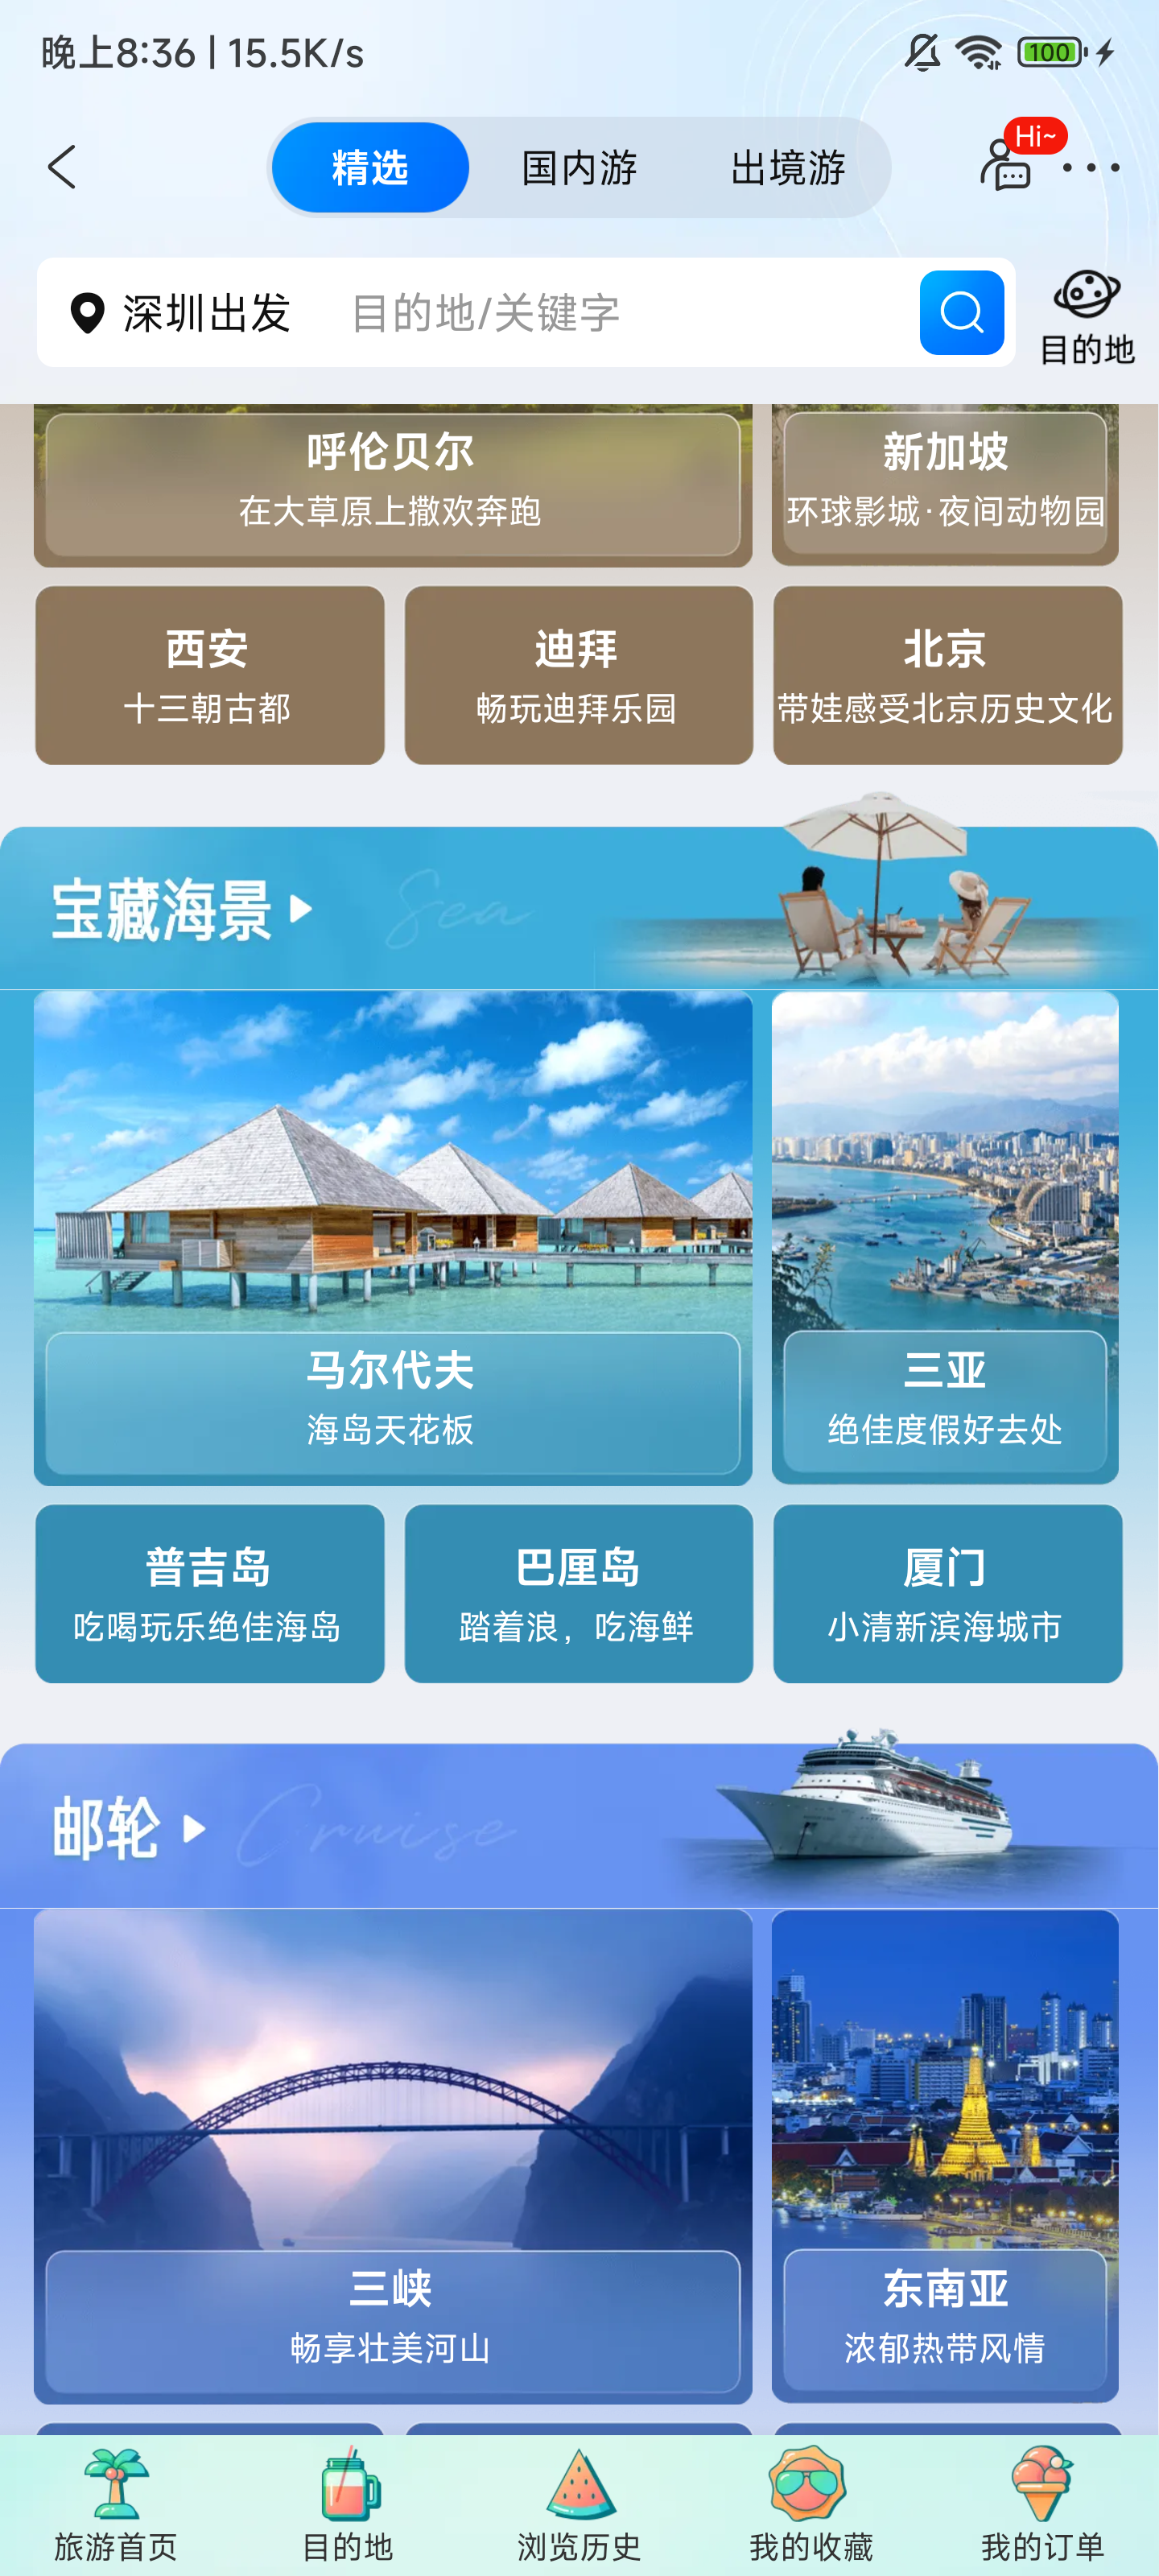 晚上8:36 | 15.5K/s
100
精选
国内游
出境游
Hi~
深圳出发
目的地/关键字
目的地
呼伦贝尔
在大草原上撒欢奔跑
新加坡
环球影城·夜间动物园
西安
十三朝古都
迪拜
畅玩迪拜乐园
北京
带娃感受北京历史文化
宝藏海景
Sea
马尔代夫
海岛天花板
三亚
绝佳度假好去处
普吉岛
吃喝玩乐绝佳海岛
巴厘岛
踏着浪，吃海鲜
厦门
小清新滨海城市
邮轮
Cruise
三峡
畅享壮美河山
东南亚
浓郁热带风情
旅游首页
目的地
浏览历史
我的收藏
我的订单